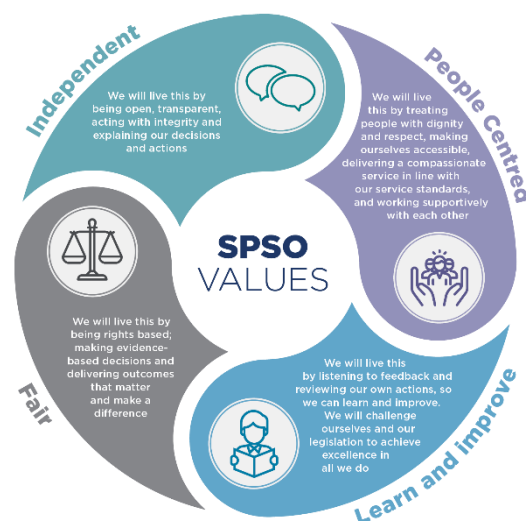 Independent
We will live this by
being open, transparent,
acting with integrity and
explaining our decisions
and actions
People Centred
We will live
this by treating
people with dignity
and respect, making
ourselves accessible,
delivering a compassionate
service in line with
our service standards,
and working supportively
with each other
SPSO
VALUES
Fair
We will live this by
being rights based;
making evidence-
based decisions and
delivering outcomes
that matter
and make a
difference
Learn and improve
We will live this
by listening to feedback and
reviewing our own actions, so
we can learn and improve.
We will challenge
ourselves and our
legislation to achieve
excellence in
all we do